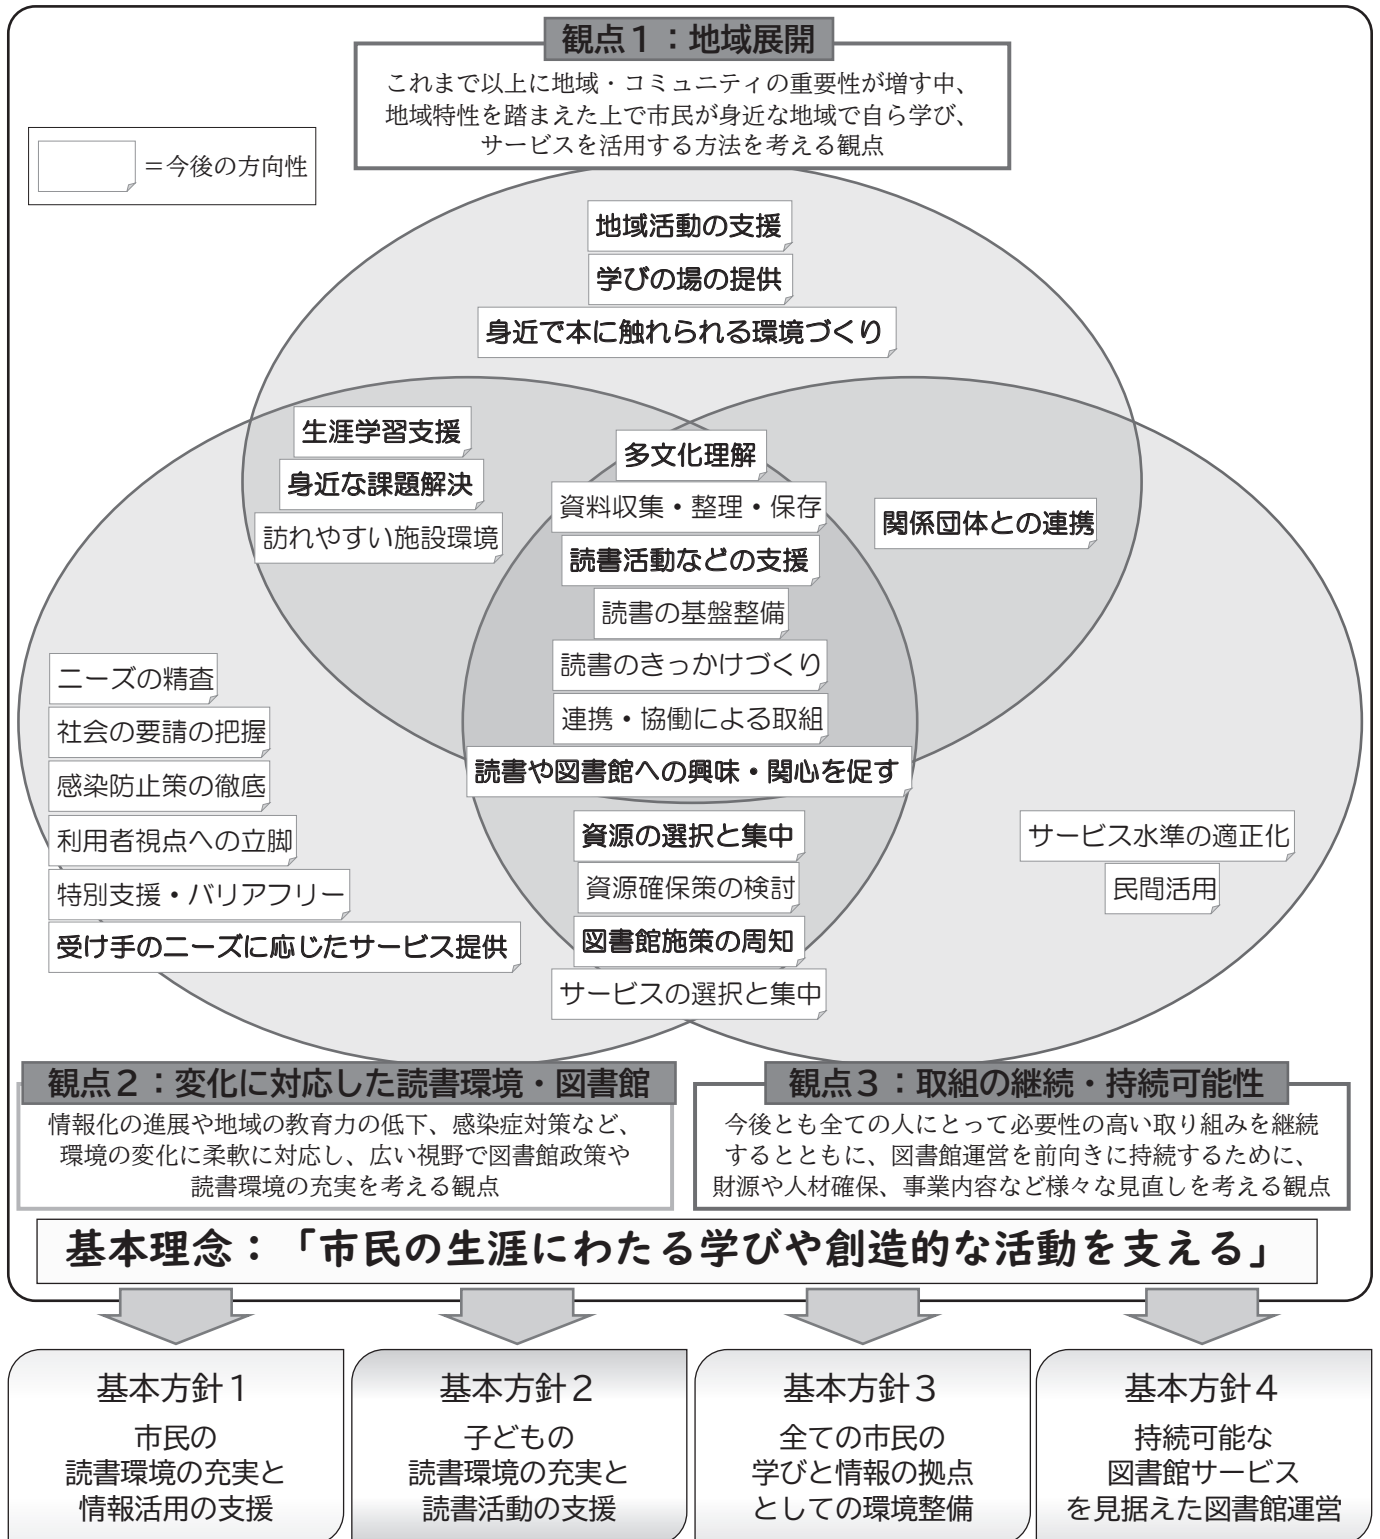 観点１：地域展開
これまで以上に地域・コミュニティの重要性が増す中、
地域特性を踏まえた上で市民が身近な地域で自ら学び、
サービスを活用する方法を考える観点
＝今後の方向性
地域活動の支援
学びの場の提供
身近で本に触れられる環境づくり
生涯学習支援
身近な課題解決
訪れやすい施設環境
多文化理解
資料収集・整理・保存
読書活動などの支援
読書の基盤整備
読書のきっかけづくり
連携・協働による取組
読書や図書館への興味・関心を促す
関係団体との連携
ニーズの精査
社会の要請の把握
感染防止策の徹底
利用者視点への立脚
特別支援・バリアフリー
受け手のニーズに応じたサービス提供
資源の選択と集中
資源確保策の検討
図書館施策の周知
サービスの選択と集中
サービス水準の適正化
民間活用
観点２：変化に対応した読書環境・図書館
情報化の進展や地域の教育力の低下、感染症対策など、
環境の変化に柔軟に対応し、広い視野で図書館政策や
読書環境の充実を考える観点
観点３：取組の継続・持続可能性
今後とも全ての人にとって必要性の高い取り組みを継続
するとともに、図書館運営を前向きに持続するために、
財源や人材確保、事業内容など様々な見直しを考える観点
基本理念：「市民の生涯にわたる学びや創造的な活動を支える」
基本方針１
市民の
読書環境の充実と
情報活用の支援
基本方針２
子どもの
読書環境の充実と
読書活動の支援
基本方針３
全ての市民の
学びと情報の拠点
としての環境整備
基本方針４
持続可能な
図書館サービス
を見据えた図書館運営